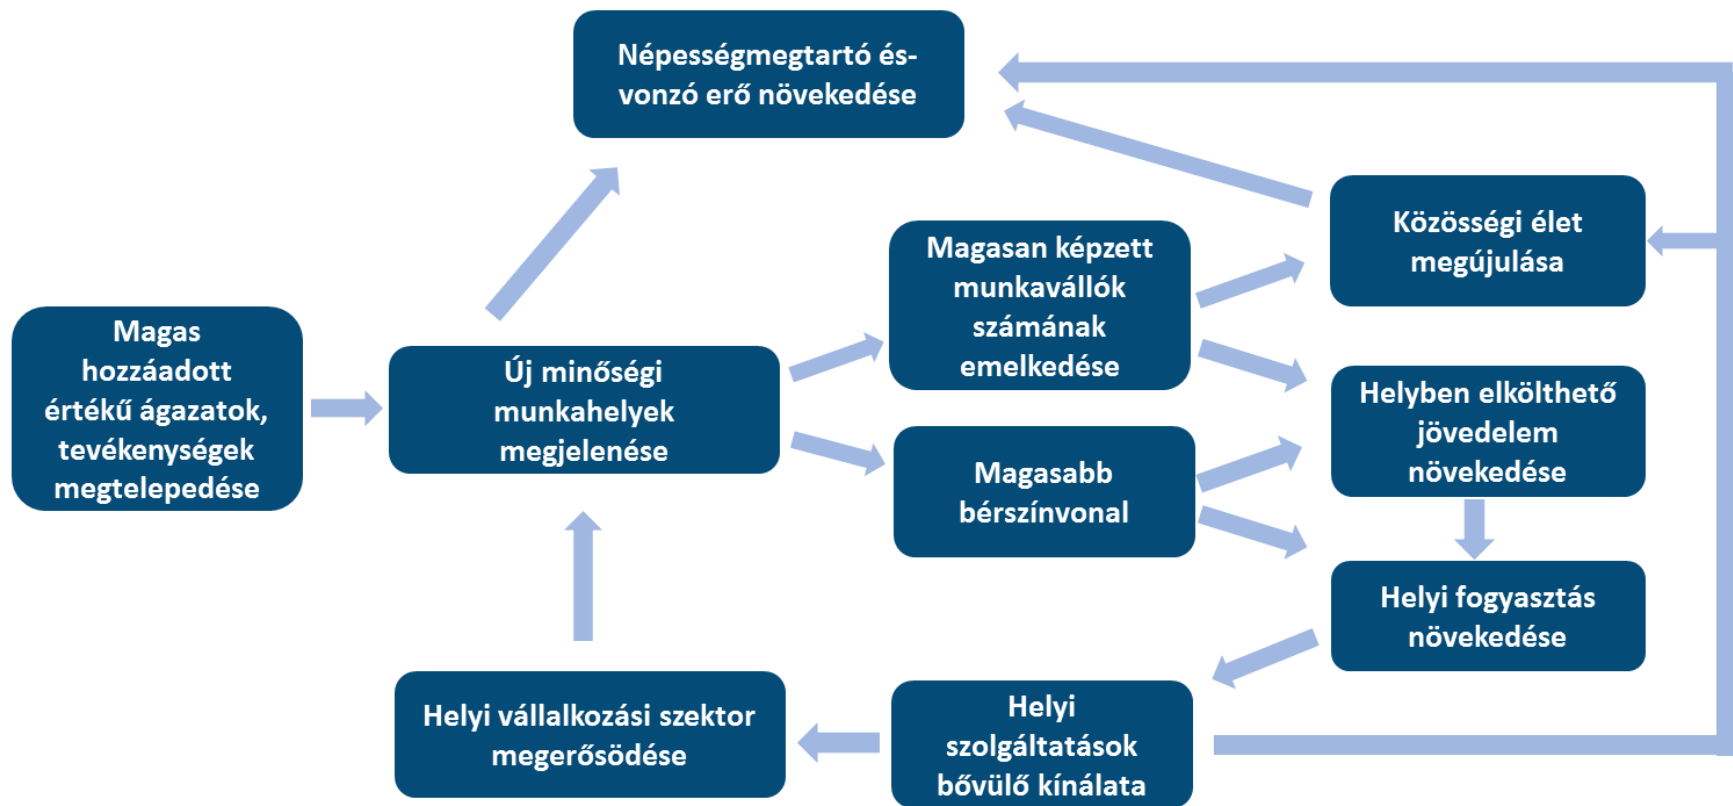 Népességmegtartó és-
vonzó erő növekedése
Közösségi élet
megújulása
Magasan képzett
munkavállók
számának
emelkedése
Magas
hozzáadott
értékű ágazatok,
tevékenységek
megtelepedése
Új minőségi
munkahelyek
megjelenése
Helyben elkölthető
jövedelem
növekedése
Magasabb
bérszínvonal
Helyi fogyasztás
növekedése
Helyi vállalkozási szektor
megerősödése
Helyi
szolgáltatások
bővülő kínálata